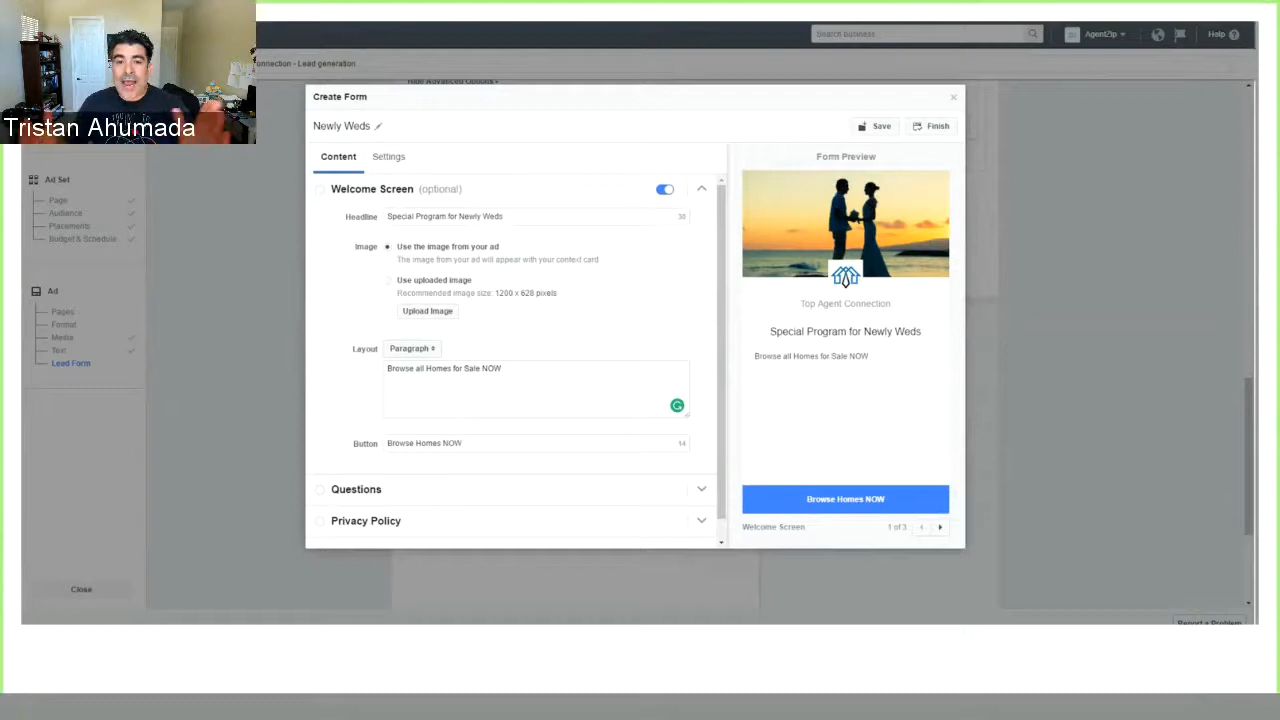 Search business
AgentZip
Help
Tristan Ahumada
onnection - Lead generation
Hide Advanced Options
Create Form
Newly Weds
Save
Finish
Content
Settings
Form Preview
Ad Set
Page
Audience
Placements
Budget & Schedule
Ad
Pages
Format
Media
Text
Lead Form
Close
Welcome Screen (optional)
Headline
Special Program for Newly Weds
30
Image
Use the image from your ad
The image from your ad will appear with your context card
Use uploaded image
Recommended image size: 1200 x 628 pixels
Upload Image
Layout
Paragraph
Browse all Homes for Sale NOW
Button
Browse Homes NOW
14
Questions
Privacy Policy
Top Agent Connection
Special Program for Newly Weds
Browse all Homes for Sale NOW
Browse Homes NOW
Welcome Screen
1 of 3
Report a Problem